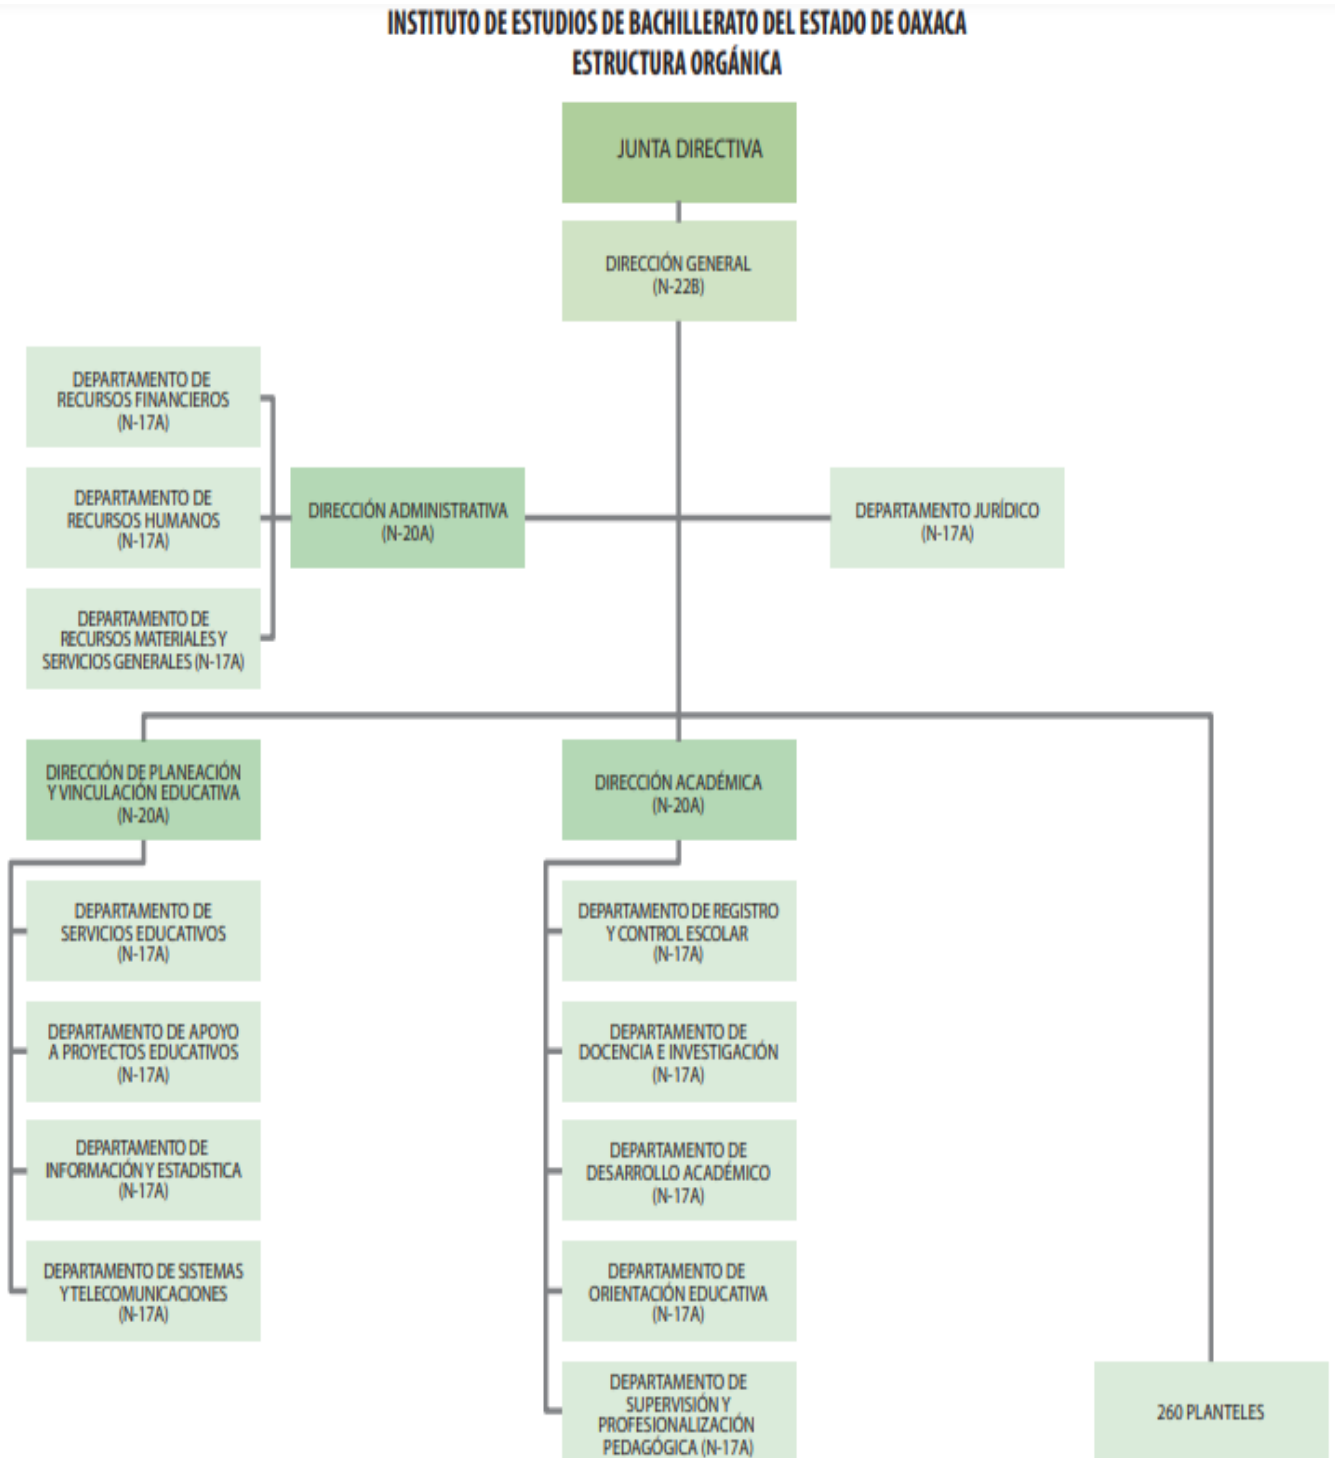 INSTITUTO DE ESTUDIOS DE BACHILLERATO DEL ESTADO DE OAXACA
ESTRUCTURA ORGÁNICA
JUNTA DIRECTIVA
DIRECCIÓN GENERAL
(N-22B)
DEPARTAMENTO DE
RECURSOS FINANCIEROS
(N-17A)
DEPARTAMENTO DE
RECURSOS HUMANOS
(N-17A)
DEPARTAMENTO DE
RECURSOS MATERIALES Y
SERVICIOS GENERALES (N-17A)
DIRECCIÓN ADMINISTRATIVA
(N-20A)
DEPARTAMENTO JURÍDICO
(N-17A)
DIRECCIÓN DE PLANEACIÓN
Y VINCULACIÓN EDUCATIVA
(N-20A)
DEPARTAMENTO DE
SERVICIOS EDUCATIVOS
(N-17A)
DEPARTAMENTO DE APOYO
A PROYECTOS EDUCATIVOS
(N-17A)
DEPARTAMENTO DE
INFORMACIÓN Y ESTADISTICA
(N-17A)
DEPARTAMENTO DE SISTEMAS
Y TELECOMUNICACIONES
(N-17A)
DIRECCIÓN ACADÉMICA
(N-20A)
DEPARTAMENTO DE REGISTRO
Y CONTROL ESCOLAR
(N-17A)
DEPARTAMENTO DE
DOCENCIA E INVESTIGACIÓN
(N-17A)
DEPARTAMENTO DE
DESARROLLO ACADÉMICO
(N-17A)
DEPARTAMENTO DE
ORIENTACIÓN EDUCATIVA
(N-17A)
DEPARTAMENTO DE
SUPERVISIÓN Y
PROFESIONALIZACIÓN
PEDAGÓGICA (N-17A)
260 PLANTELES